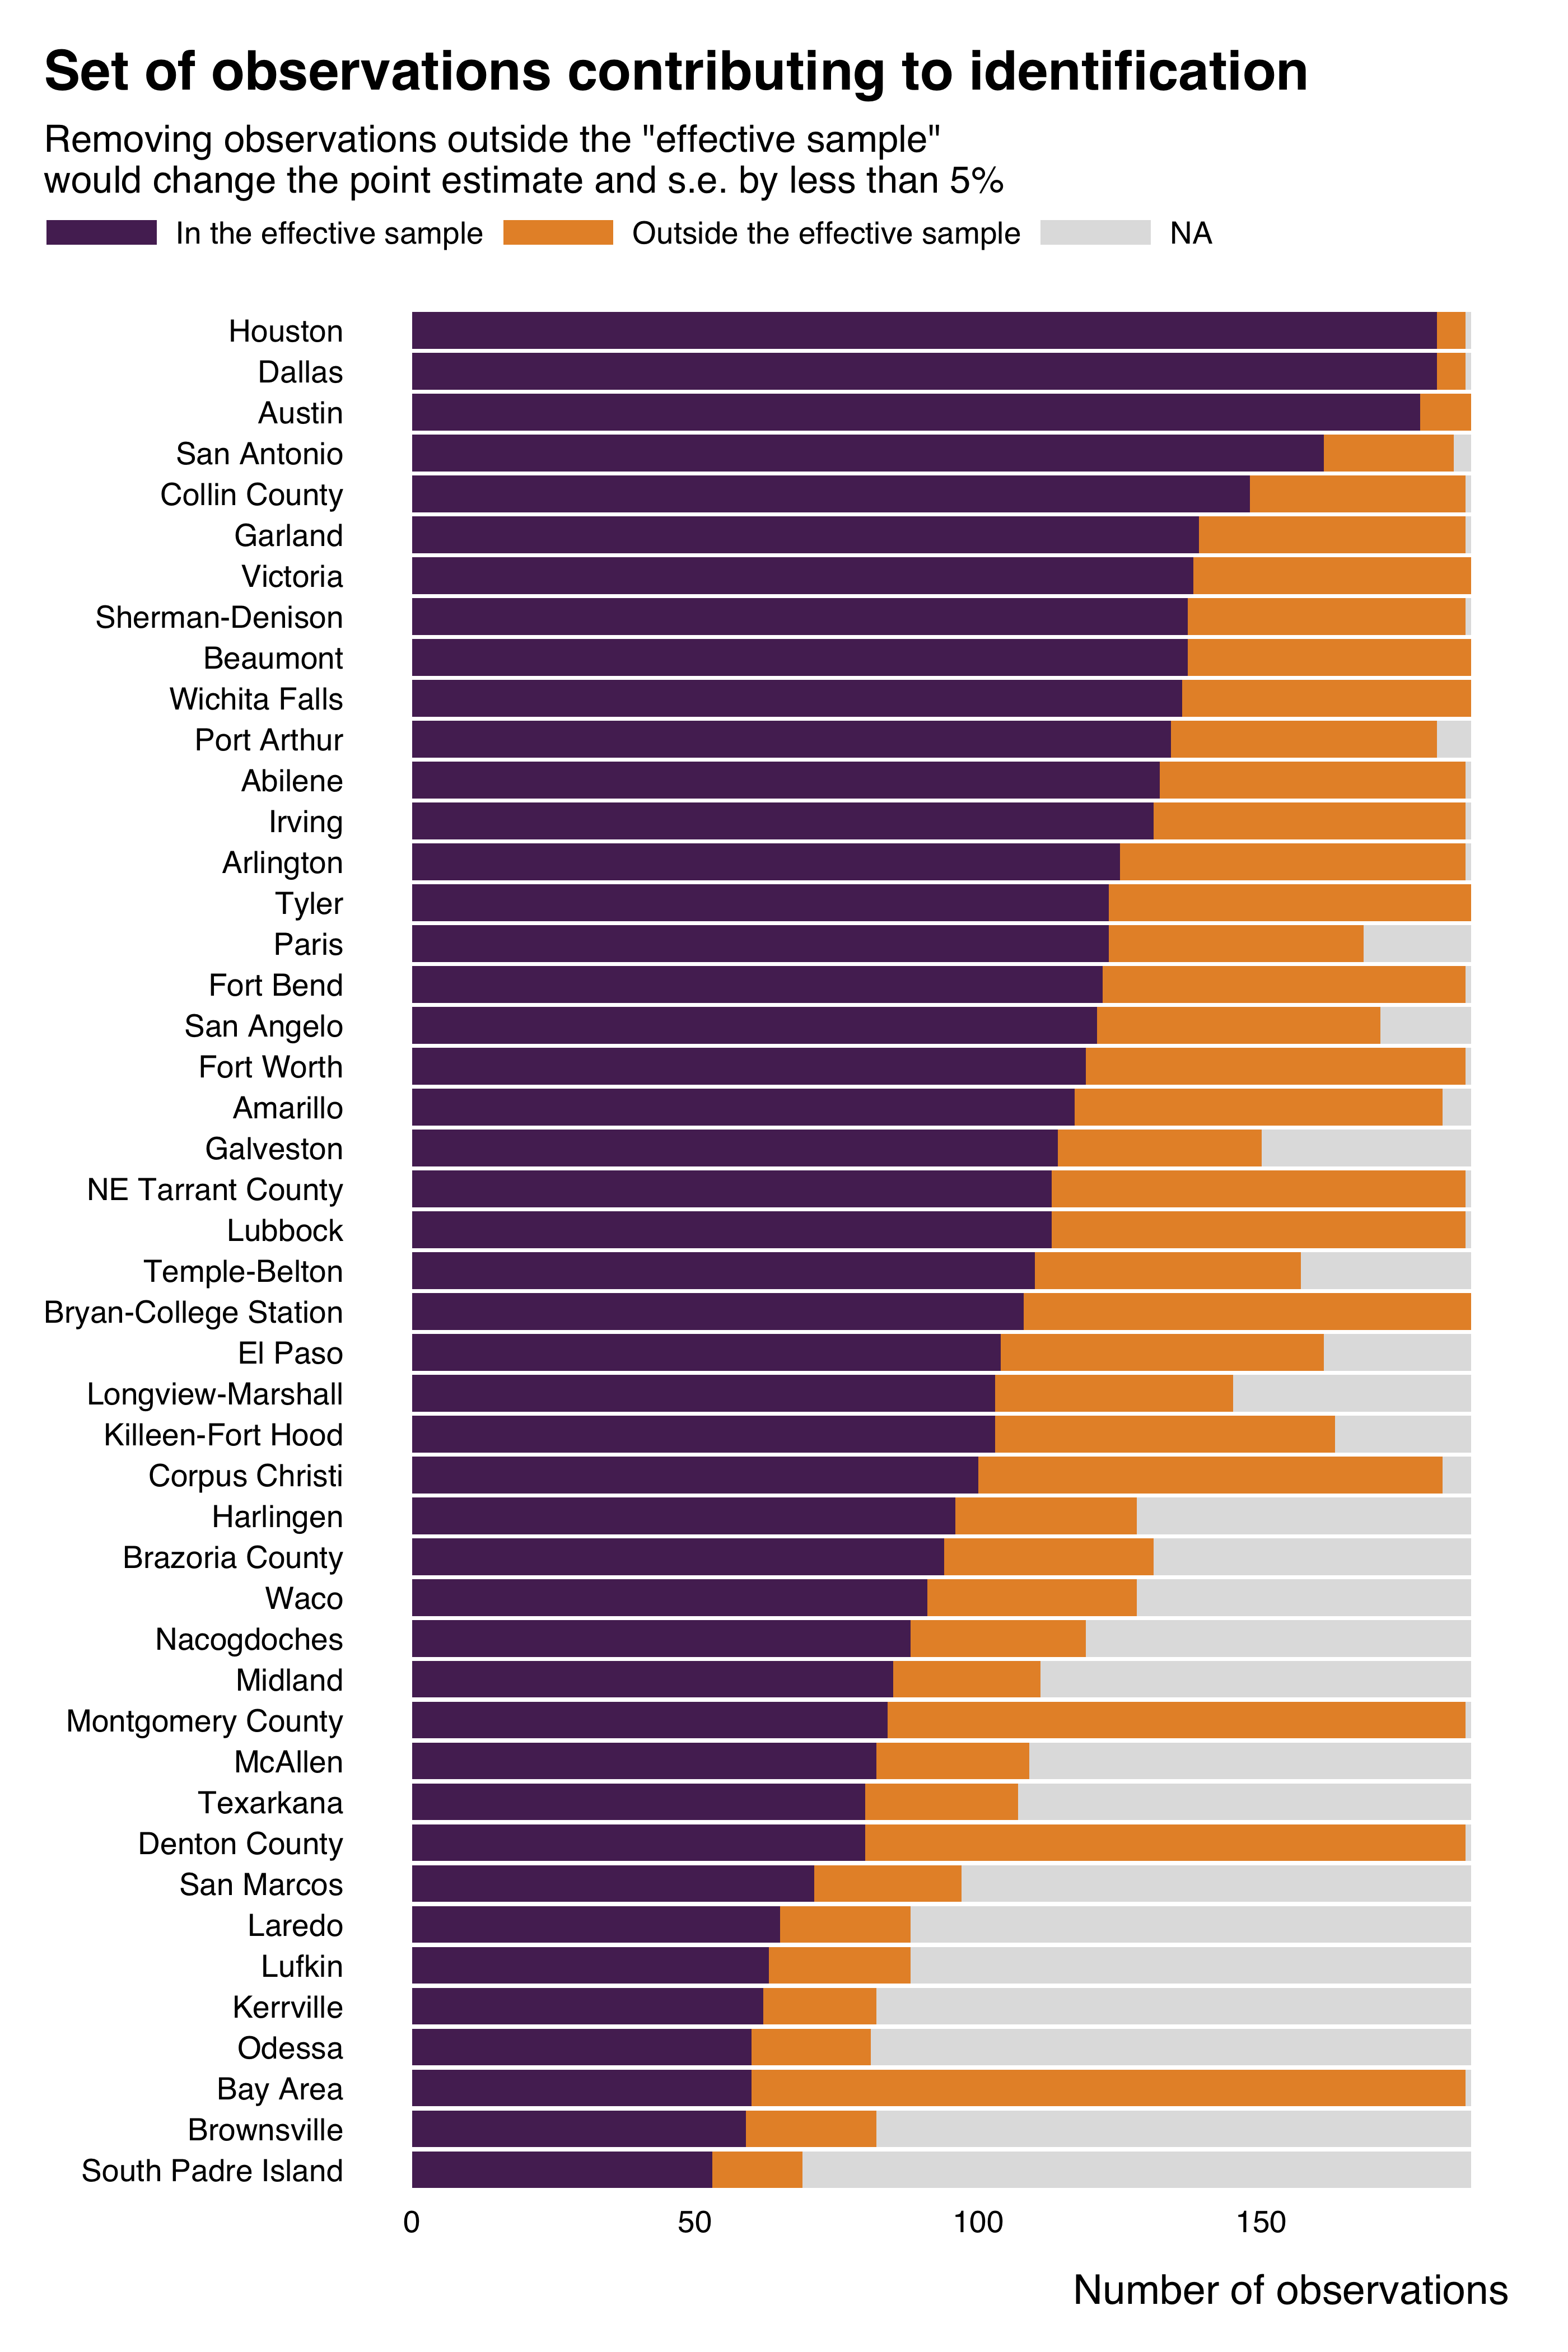 Set of observations contributing to identification
Removing observations outside the "effective sample"
would change the point estimate and s.e. by less than 5%
In the effective sample Outside the effective sample NA
Houston
Dallas
Austin
San Antonio
Collin County
Garland
Victoria
Sherman-Denison
Beaumont
Wichita Falls
Port Arthur
Abilene
Irving
Arlington
Tyler
Paris
Fort Bend
San Angelo
Fort Worth
Amarillo
Galveston
NE Tarrant County
Lubbock
Temple-Belton
Bryan-College Station
El Paso
Longview-Marshall
Killeen-Fort Hood
Corpus Christi
Harlingen
Brazoria County
Waco
Nacogdoches
Midland
Montgomery County
McAllen
Texarkana
Denton County
San Marcos
Laredo
Lufkin
Kerrville
Odessa
Bay Area
Brownsville
South Padre Island
0 50 100 150
Number of observations